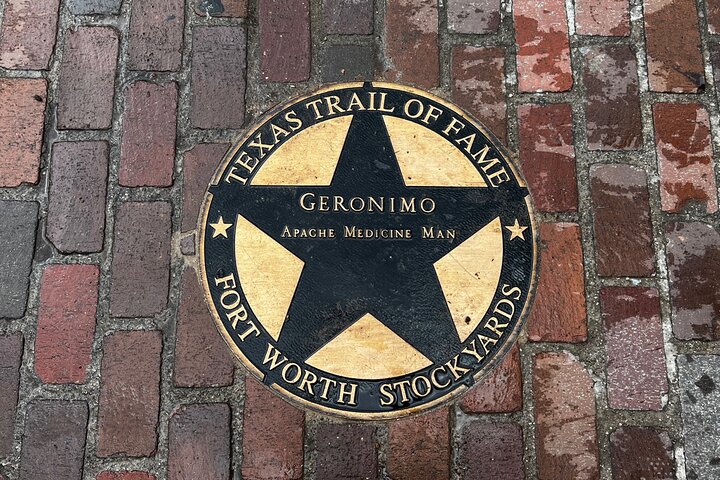 Texas Trail of Fame
Geronimo
Apache Medicine Man
Fort Worth Stockyards